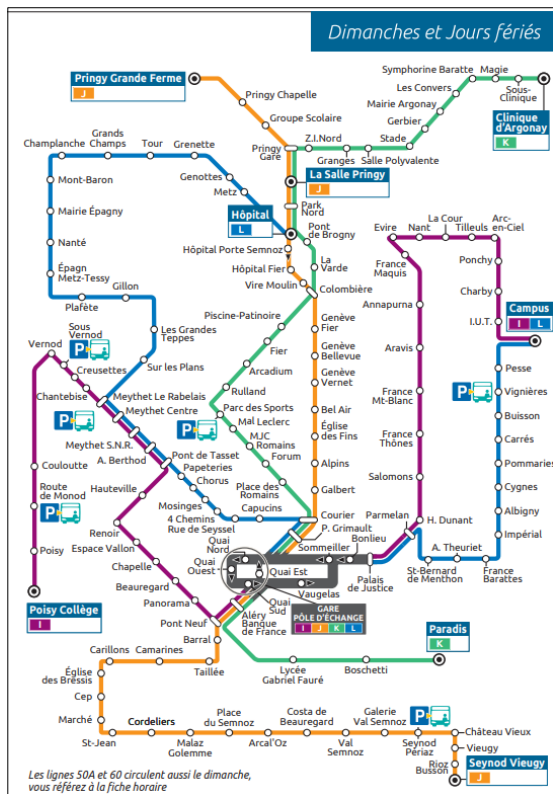 Dimanches et Jours fériés
Pringy Grande Ferme
J
Pringy Chapelle
Groupe Scolaire
Pringy
Gare
Symphorine Baratte
Magie
Les Convers
Sous-
Clinique
Mairie Argonay
Gerbier
Stade
Z.I.Nord
Granges
Salle Polyvalente
Clinique
d'Argonay
K
La Salle Pringy
J
Park
Nord
Pont
de Brogny
Champlanche
Grands
Champs
Tour
Grenette
Genottes
Metz
Hôpital
L
Mont-Baron
Mairie Épagny
Nanté
Épagn
Metz-Tessy
Plafète
Gillon
Les Grandes
Teppes
Sur les Plans
Hôpital Porte Semnoz
Hôpital Fier
Vire Moulin
La
Varde
Colombière
Evire
Nant
La Cour
Tilleuls
Arc-
en-Ciel
France
Maquis
Ponchy
Charby
I.U.T.
Campus
I L
Annapurna
Aravis
France
Mt-Blanc
France
Thônes
Salomons
H. Dunant
Parmelan
Pesse
P
Vignières
Buisson
Carrés
Pommaries
Cygnes
Albigny
Impérial
France
Barattes
A. Theuriet
St-Bernard
de Menthon
Palais
de Justice
Piscine-Patinoire
Fier
Arcadium
Rulland
Parc des Sports
P
Mal Leclerc
MJC
Romains
Forum
Place des
Romains
Genève
Fier
Genève
Bellevue
Genève
Vernet
Bel Air
Église
des Fins
Alpins
Galbert
Courier
P. Grimault
Vernod
Sous
Vernod
P
Creusettes
Chantebise
Meythet Le Rabelais
Meythet Centre
P
Meythet S.N.R.
A. Berthod
Pont de Tasset
Papeteries
Chorus
Mosinges
4 Chemins
Rue de Seyssel
Capucins
Couloutte
Route
de Monod
P
Poisy
Poisy Collège
I
Hauteville
Renoir
Espace Vallon
Chapelle
Beauregard
Panorama
Pont Neuf
Quai
Nord
Quai
Ouest
Quai Est
Quai
Sud
Sommeiller
Bonlieu
Vaugelas
GARE
PÔLE D'ÉCHANGE
I J K L
Aléry
Banque
de France
Paradis
K
Lycée
Gabriel Fauré
Boschetti
Barral
Carillons
Camarines
Taillée
Église
des Bressis
Cep
Marché
St-Jean
Cordeliers
Malaz
Golemme
Place
du Semnoz
Arcal'Oz
Costa de
Beauregard
Val
Semnoz
Galerie
Val Semnoz
P
Seynod
Périaz
Château Vieux
Vieugy
Rioz
Busson
Seynod Vieugy
J
Les lignes 50A et 60 circulent aussi le dimanche,
vous référez à la fiche horaire